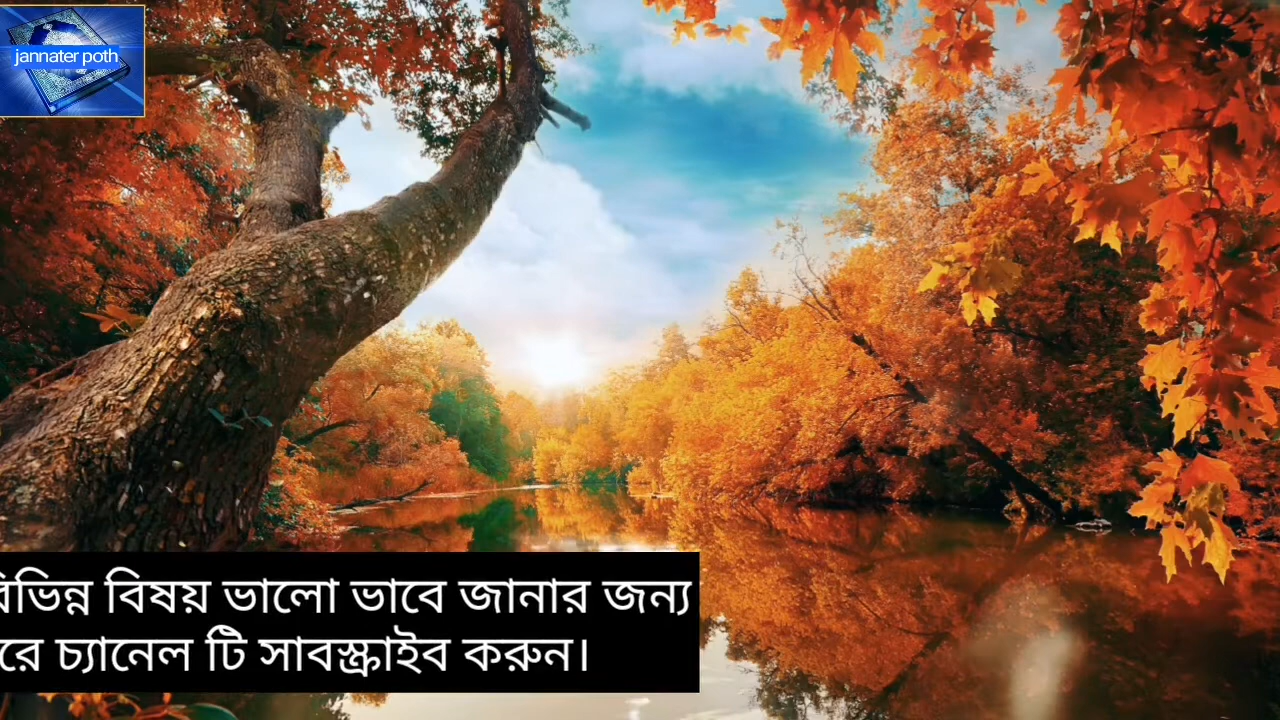 jannater poth
বিভিন্ন বিষয় ভালো ভাবে জানার জন্য
রে চ্যানেল টি সাবস্ক্রাইব করুন।